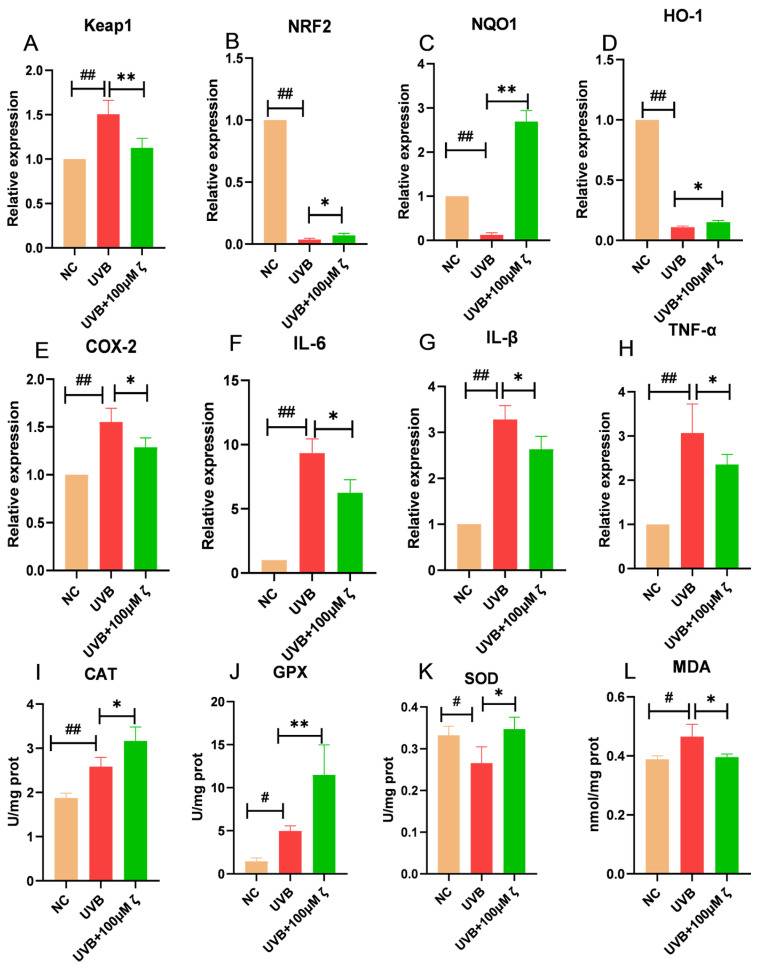 A
Keap1
Relative expression
2.0
1.5
1.0
0.5
0.0
##
**
NC
UVB
UVB+100μM ζ
B
NRF2
Relative expression
1.5
1.0
0.5
0.0
##
*
NC
UVB
UVB+100μM ζ
C
NQO1
Relative expression
4
3
2
1
0
##
**
NC
UVB
UVB+100μM ζ
D
HO-1
Relative expression
1.5
1.0
0.5
0.0
##
*
NC
UVB
UVB+100μM ζ
E
COX-2
Relative expression
2.0
1.5
1.0
0.5
0.0
##
*
NC
UVB
UVB+100μM ζ
F
IL-6
Relative expression
15
10
5
0
##
*
NC
UVB
UVB+100μM ζ
G
IL-β
Relative expression
4
3
2
1
0
##
*
NC
UVB
UVB+100μM ζ
H
TNF-α
Relative expression
4
3
2
1
0
##
*
NC
UVB
UVB+100μM ζ
I
CAT
U/mg prot
4
3
2
1
0
##
*
NC
UVB
UVB+100μM ζ
J
GPX
U/mg prot
20
15
10
5
0
#
**
NC
UVB
UVB+100μM ζ
K
SOD
U/mg prot
0.4
0.3
0.2
0.1
0.0
#
*
NC
UVB
UVB+100μM ζ
L
MDA
nmol/mg prot
0.6
0.4
0.2
0.0
#
*
NC
UVB
UVB+100μM ζ